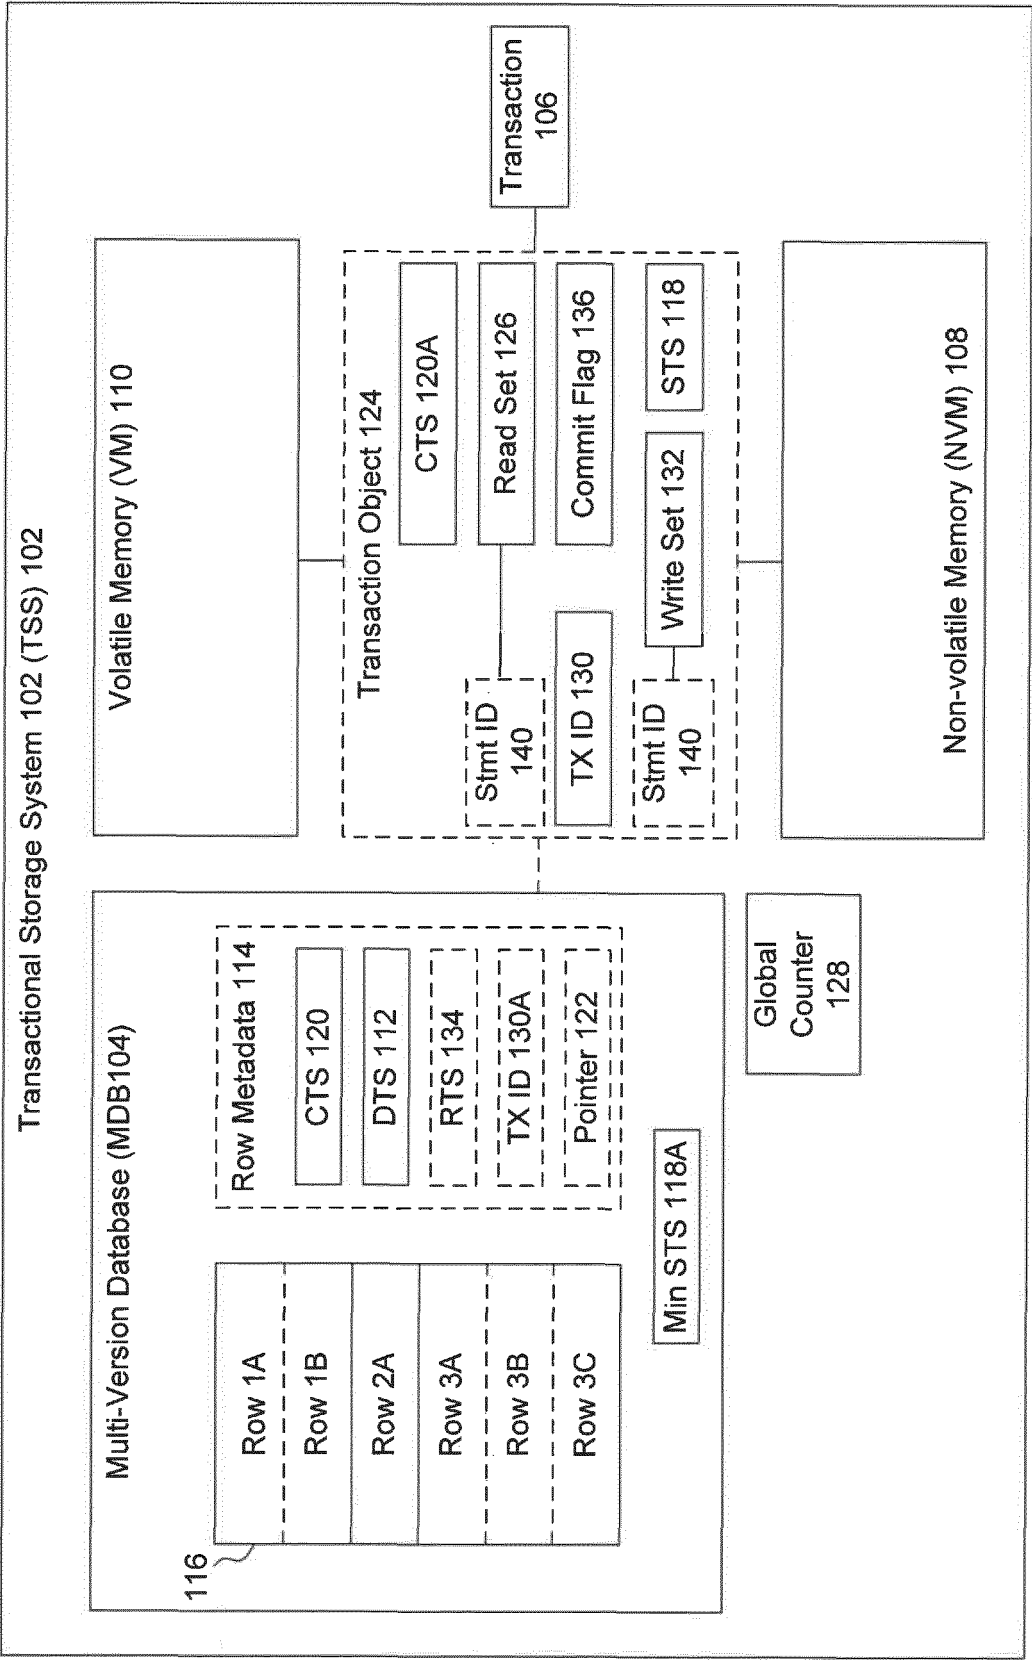 Transactional Storage System 102 (TSS) 102
Multi-Version Database (MDB104)
116
Row 1A
Row 1B
Row 2A
Row 3A
Row 3B
Row 3C
Row Metadata 114
CTS 120
DTS 112
RTS 134
TX ID 130A
Pointer 122
Min STS 118A
Global
Counter
128
Volatile Memory (VM) 110
Transaction Object 124
CTS 120A
Stmt ID
140
Read Set 126
TX ID 130
Commit Flag 136
Stmt ID
140
Write Set 132
STS 118
Non-volatile Memory (NVM) 108
Transaction
106